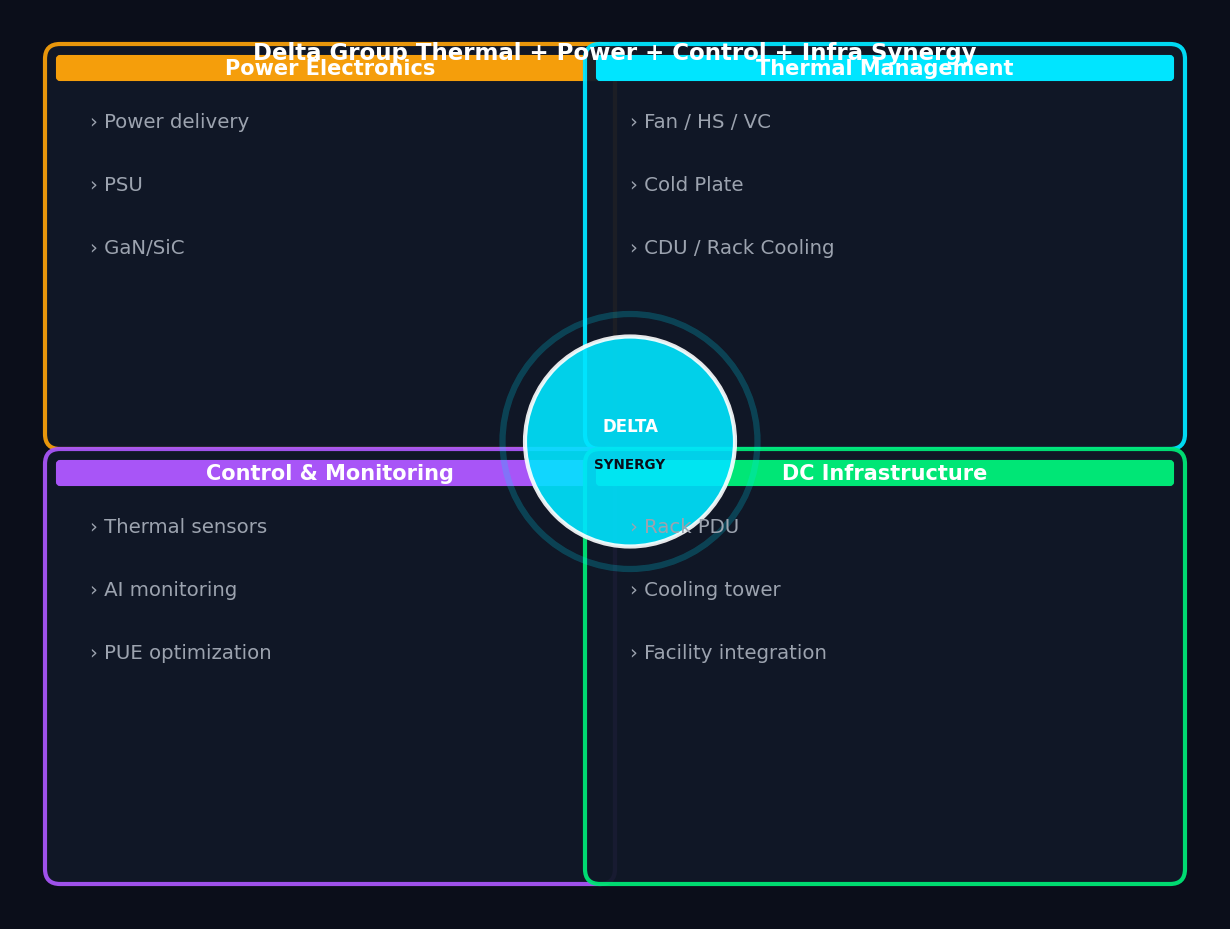 Delta Group Thermal + Power + Control + Infra Synergy
Power Electronics
› Power delivery
› PSU
› GaN/SiC
Thermal Management
› Fan / HS / VC
› Cold Plate
› CDU / Rack Cooling
DELTA
SYNERGY
Control & Monitoring
› Thermal sensors
› AI monitoring
› PUE optimization
DC Infrastructure
› Rack PDU
› Cooling tower
› Facility integration